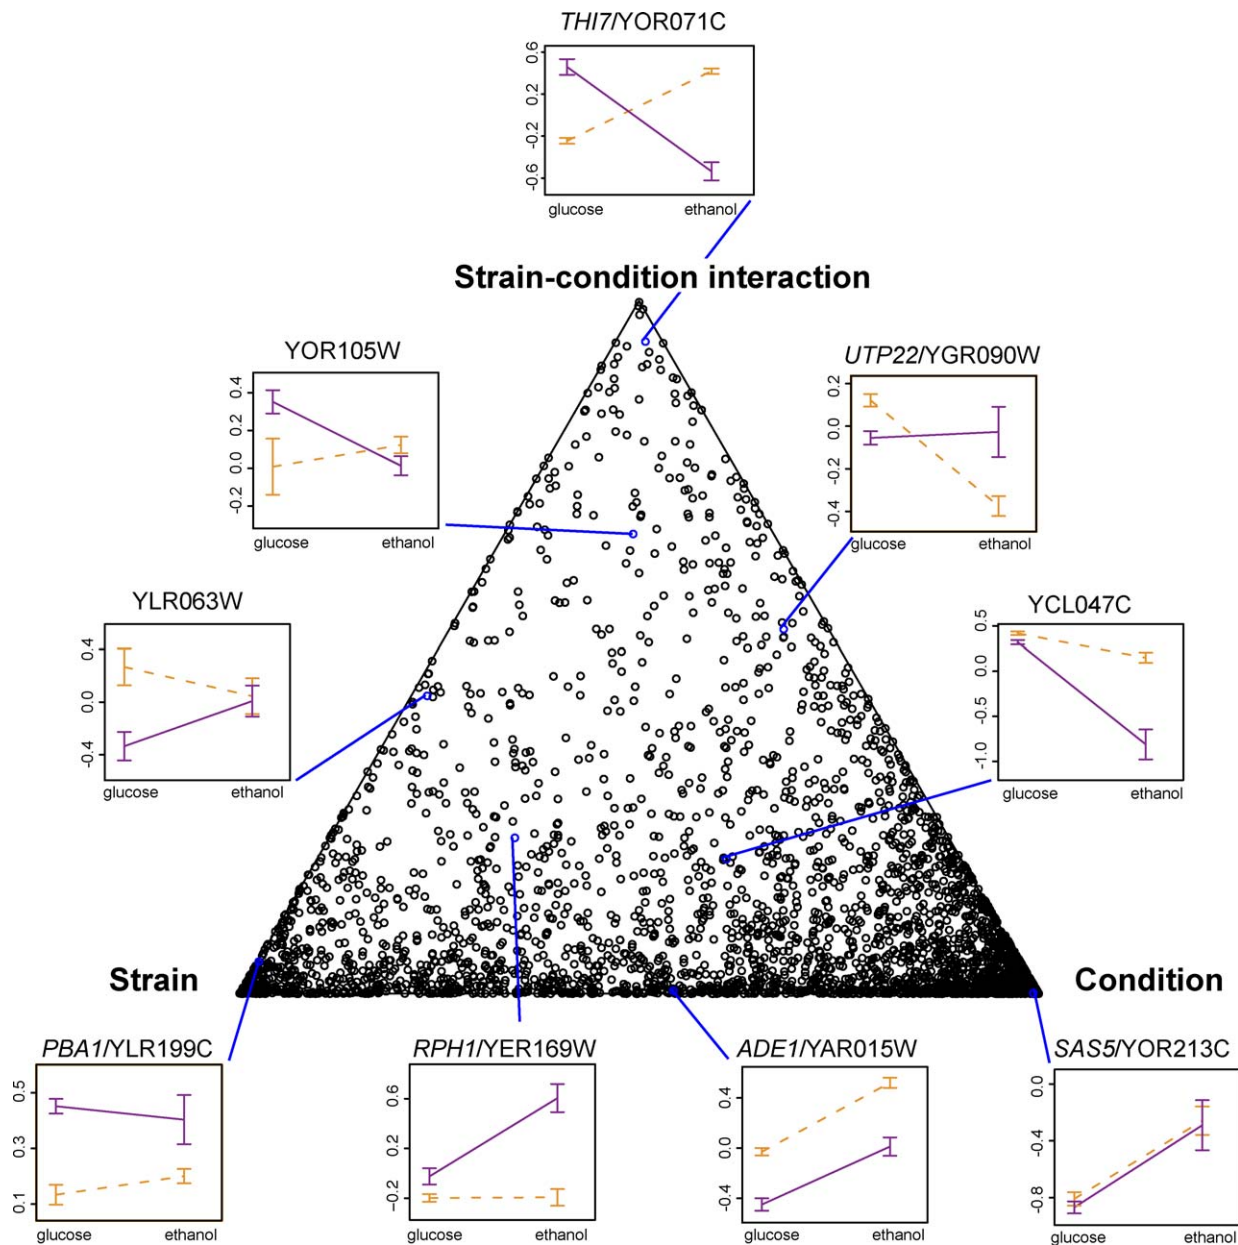 THI7/YOR071C
0.6
0.2
-0.2
-0.6
glucose ethanol
Strain-condition interaction
YOR105W
0.4
0.2
0.0
-0.2
glucose ethanol
UTP22/YGR090W
0.2
0.0
-0.2
-0.4
glucose ethanol
YLR063W
0.4
0.0
-0.4
glucose ethanol
YCL047C
0.5
0.0
-0.5
-1.0
glucose ethanol
Strain
Condition
PBA1/YLR199C
0.5
0.3
0.1
glucose ethanol
RPH1/YER169W
0.6
0.2
-0.2
glucose ethanol
ADE1/YAR015W
0.4
0.0
-0.4
glucose ethanol
SAS5/YOR213C
0.0
-0.4
-0.8
glucose ethanol